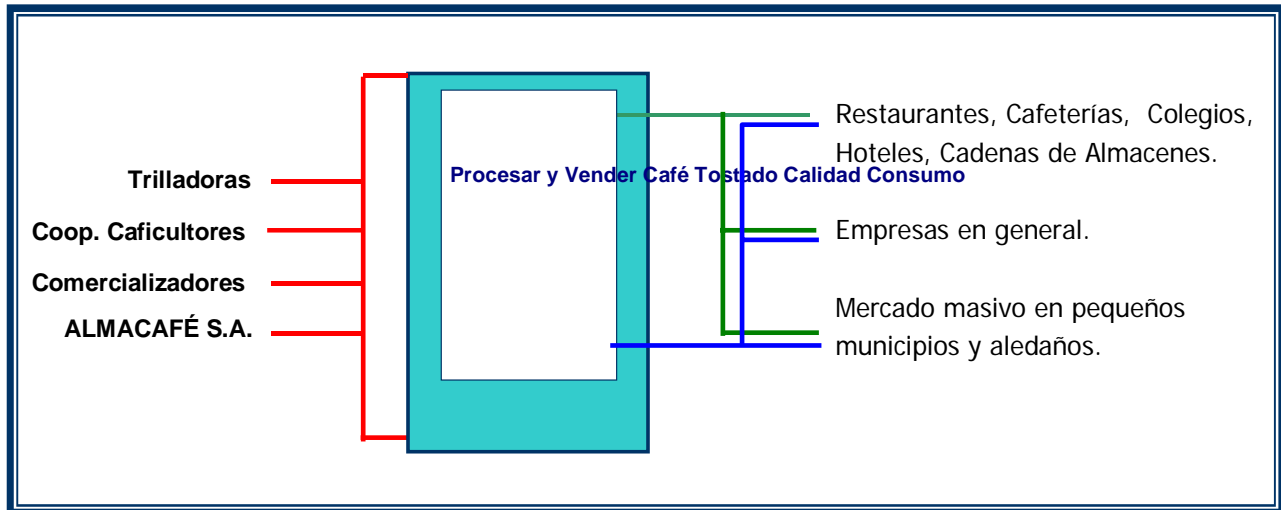 Trilladoras
Coop. Caficultores
Comercializadores
ALMACAFÉ S.A.
Procesar y Vender Café Tostado Calidad Consumo
Restaurantes, Cafeterías, Colegios,
Hoteles, Cadenas de Almacenes.
Empresas en general.
Mercado masivo en pequeños
municipios y aledaños.